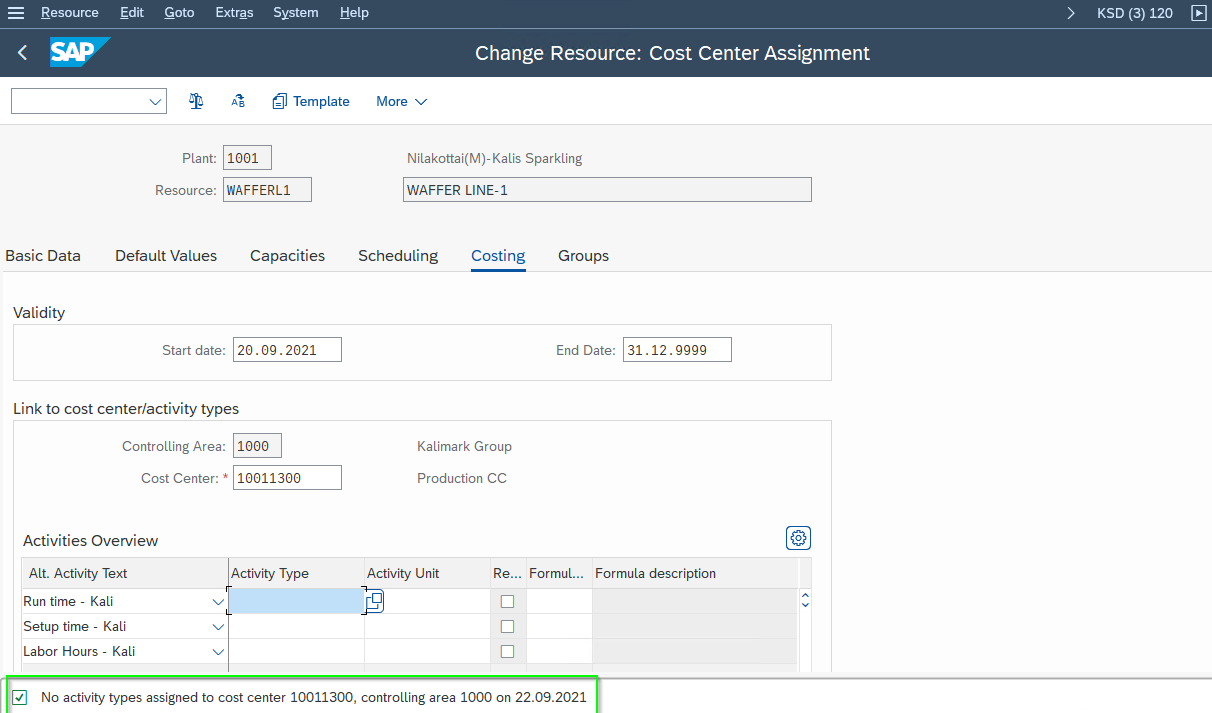 Resource Edit Goto Extras System Help KSD (3) 120
SAP Change Resource: Cost Center Assignment
Template More
Plant: 1001 Nilakottai(M)-Kalis Sparkling
Resource: WAFFERL1 WAFFER LINE-1
Basic Data Default Values Capacities Scheduling Costing Groups
Validity
Start date: 20.09.2021 End Date: 31.12.9999
Link to cost center/activity types
Controlling Area: 1000 Kalimark Group
Cost Center: * 10011300 Production CC
Activities Overview
Alt. Activity Text Activity Type Activity Unit Re... Formul... Formula description
Run time - Kali
Setup time - Kali
Labor Hours - Kali
No activity types assigned to cost center 10011300, controlling area 1000 on 22.09.2021